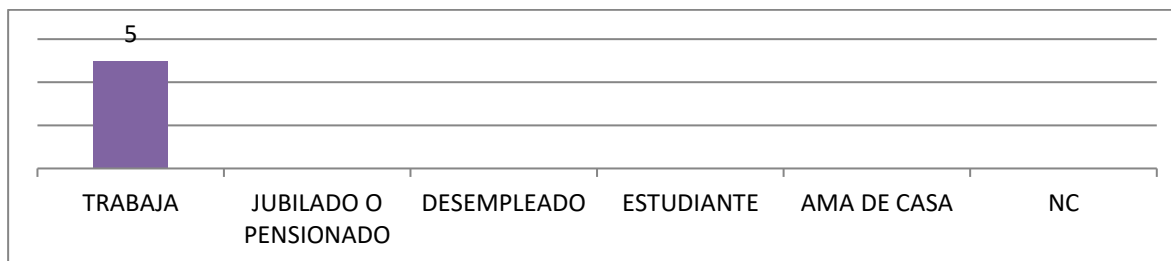 5
TRABAJA
JUBILADO O
PENSIONADO
DESEMPLEADO
ESTUDIANTE
AMA DE CASA
NC